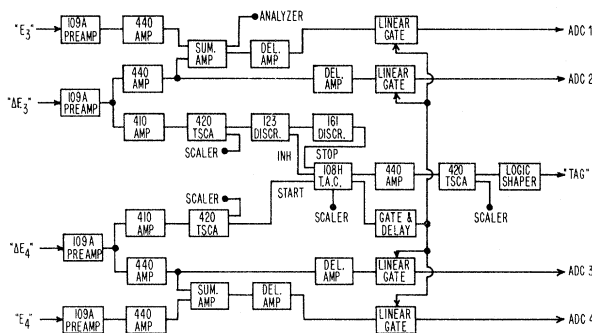 "E3"
109A
PREAMP
440
AMP
SUM.
AMP
ANALYZER
DEL.
AMP
LINEAR
GATE
ADC 1
"ΔE3"
109A
PREAMP
440
AMP
DEL.
AMP
LINEAR
GATE
ADC 2
410
AMP
420
TSCA
SCALER
123
DISCR.
161
DISCR.
INH
STOP
START
108H
T.A.C.
SCALER
440
AMP
420
TSCA
SCALER
LOGIC
SHAPER
"TAG"
GATE &
DELAY
SCALER
410
AMP
420
TSCA
"ΔE4"
109A
PREAMP
440
AMP
DEL.
AMP
LINEAR
GATE
ADC 3
"E4"
109A
PREAMP
440
AMP
SUM.
AMP
DEL.
AMP
LINEAR
GATE
ADC 4